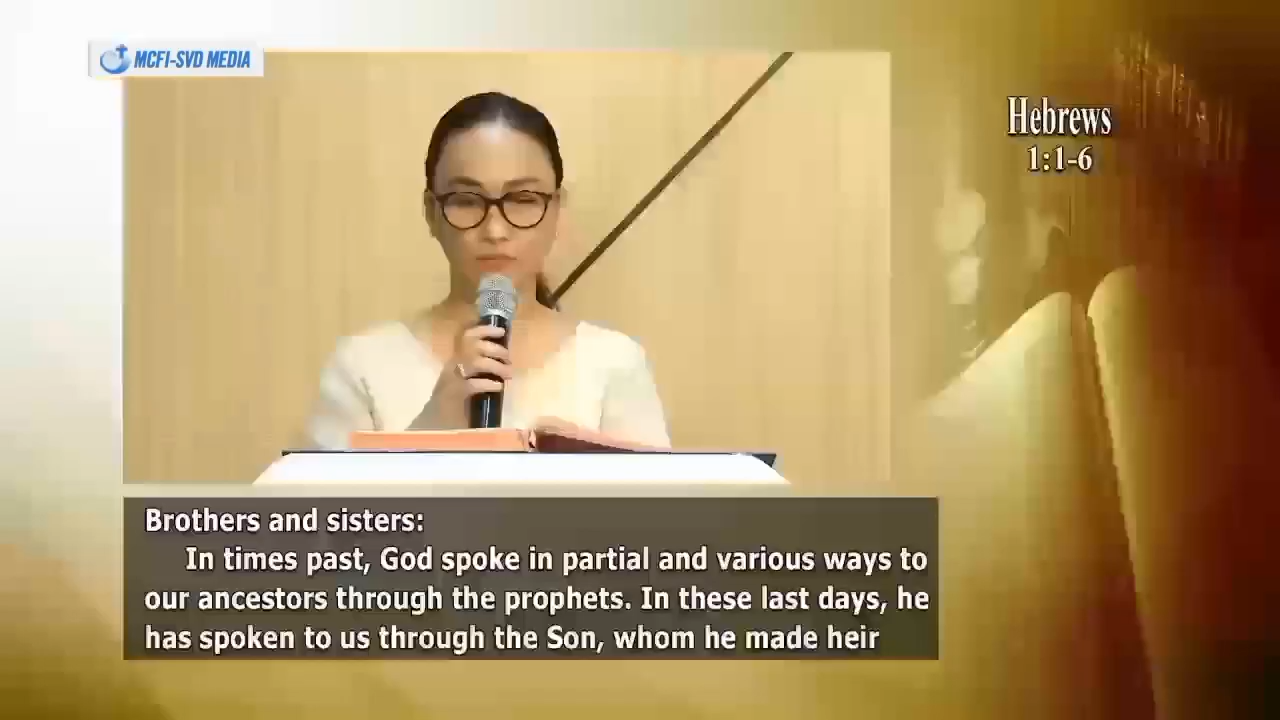 MCFI-SVD MEDIA
Hebrews
1:1-6
Brothers and sisters:
In times past, God spoke in partial and various ways to
our ancestors through the prophets. In these last days, he
has spoken to us through the Son, whom he made heir